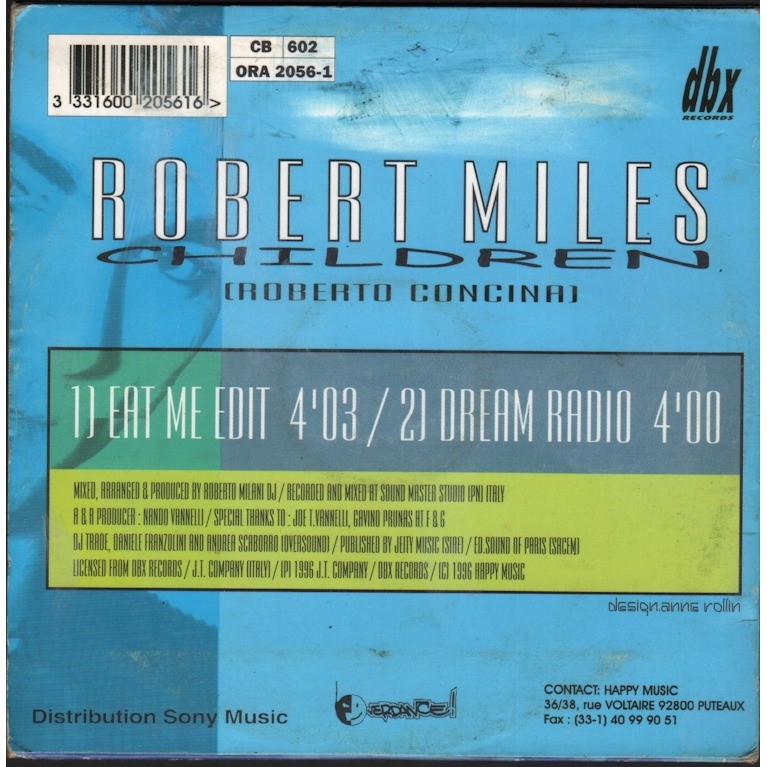 CB 602
ORA 2056-1
3 331600 205616 >
dbx
RECORDS
ROBERT MILES
CHILDREN
(ROBERTO CONCINA)
1) EAT ME EDIT 4'03 / 2) DREAM RADIO 4'00
MIXED, ARRANGED & PRODUCED BY ROBERTO MILANI DJ / RECORDED AND MIXED AT SOUND MASTER STUDIO (PN) ITALY
A & R PRODUCER : NANDO VANNELLI / SPECIAL THANKS TO : JOE T.VANNELLI, GAVINO PRUNAS AT F & G
DJ TRADE, DANIELE FRANZOLINI AND ANDREA SCABORRO (OVERSOUND) / PUBLISHED BY JEITY MUSIC (SIAE) / ED.SOUND OF PARIS (SACEM)
LICENSED FROM DBX RECORDS / J.T. COMPANY (ITALY) / (P) 1996 J.T. COMPANY / DBX RECORDS / (C) 1996 HAPPY MUSIC
design.anne rollin
Distribution Sony Music
CONTACT: HAPPY MUSIC
36/38, rue VOLTAIRE 92800 PUTEAUX
Fax : (33-1) 40 99 90 51